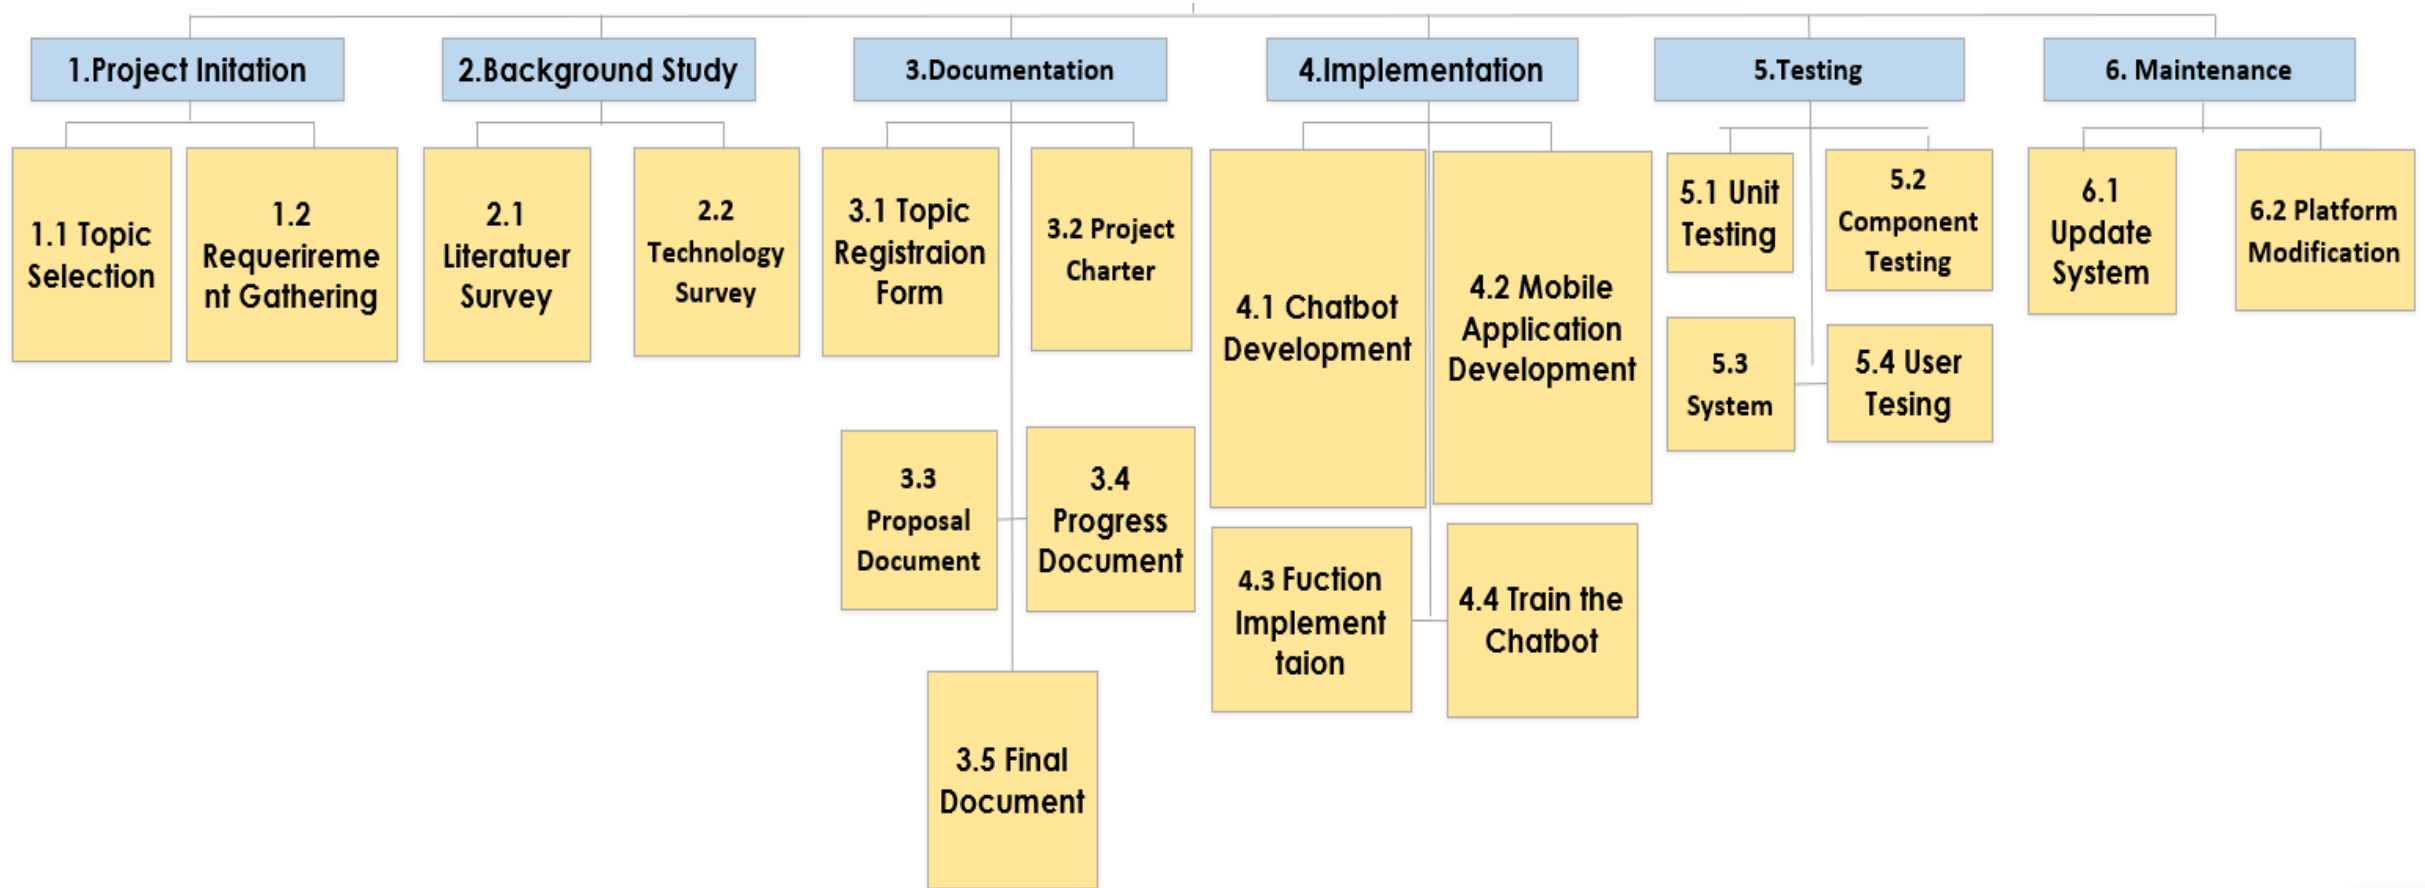 1.Project Initation
2.Background Study
3.Documentation
4.Implementation
5.Testing
6. Maintenance
1.1 Topic
Selection
1.2
Requerireme
nt Gathering
2.1
Literatuer
Survey
2.2
Technology
Survey
3.1 Topic
Registraion
Form
3.2 Project
Charter
3.3
Proposal
Document
3.4
Progress
Document
3.5 Final
Document
4.1 Chatbot
Development
4.2 Mobile
Application
Development
4.3 Fuction
Implement
taion
4.4 Train the
Chatbot
5.1 Unit
Testing
5.2
Component
Testing
5.3
System
5.4 User
Tesing
6.1
Update
System
6.2 Platform
Modification